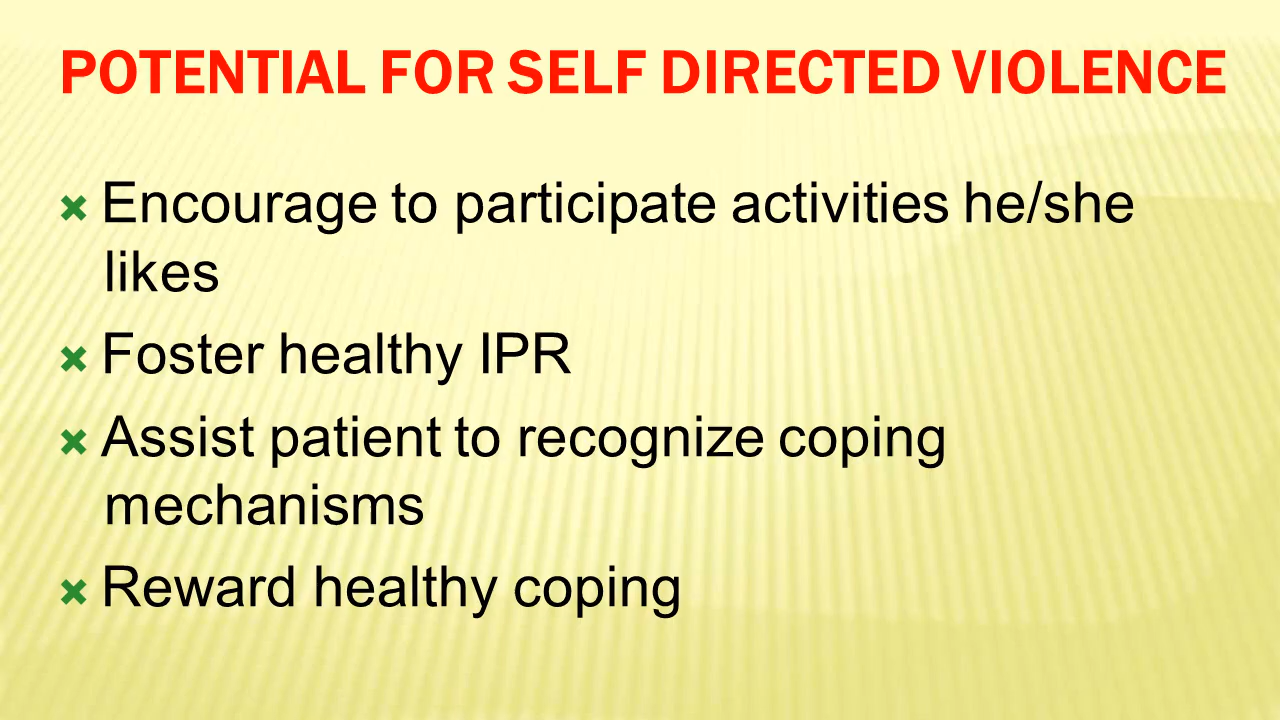 POTENTIAL FOR SELF DIRECTED VIOLENCE
Encourage to participate activities he/she
likes
Foster healthy IPR
Assist patient to recognize coping
mechanisms
Reward healthy coping